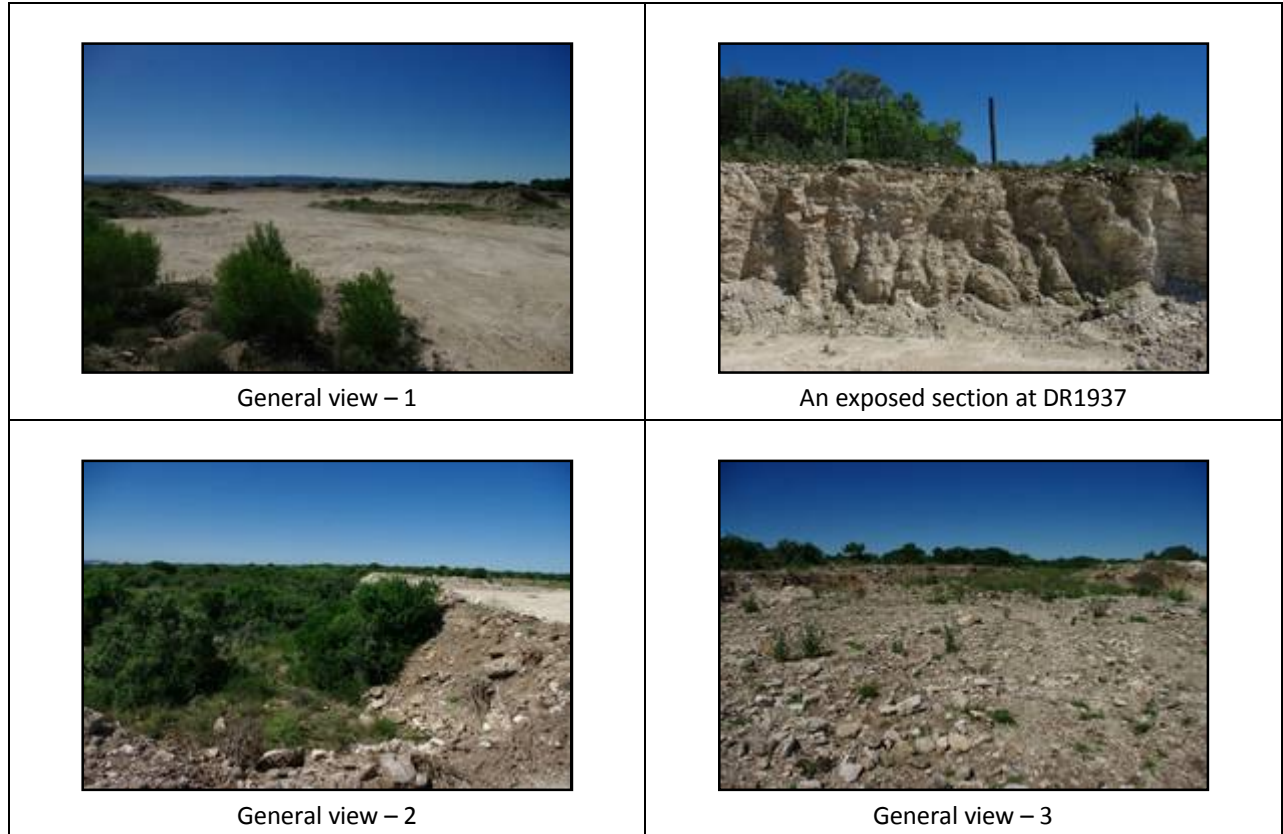 General view – 1
An exposed section at DR1937
General view – 2
General view – 3